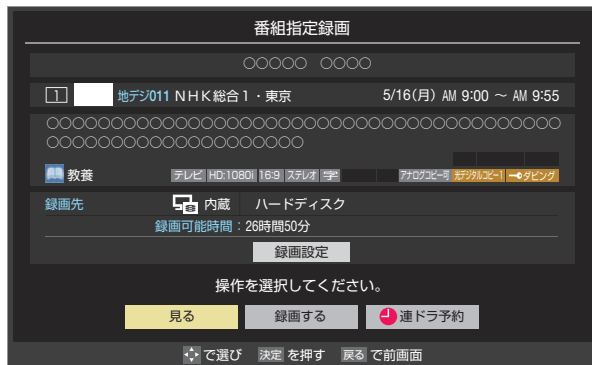 番組指定録画
○○○○○ ○○○○
1 地デジ011 NHK総合1・東京 5/16(月) AM 9:00 ～ AM 9:55
○○○○○○○○○○○○○○○○○○○○○○○○○○○○○○○○
○○○○○○○○○○○○○○○○
教養 テレビ HD:1080i 16:9 ステレオ 字 アナログコピー可 光デジタルコピー1 ダビング
録画先 内蔵 ハードディスク
録画可能時間：26時間50分
録画設定
操作を選択してください。
見る 録画する 連ドラ予約
で選び 決定 を押す 戻る で前画面